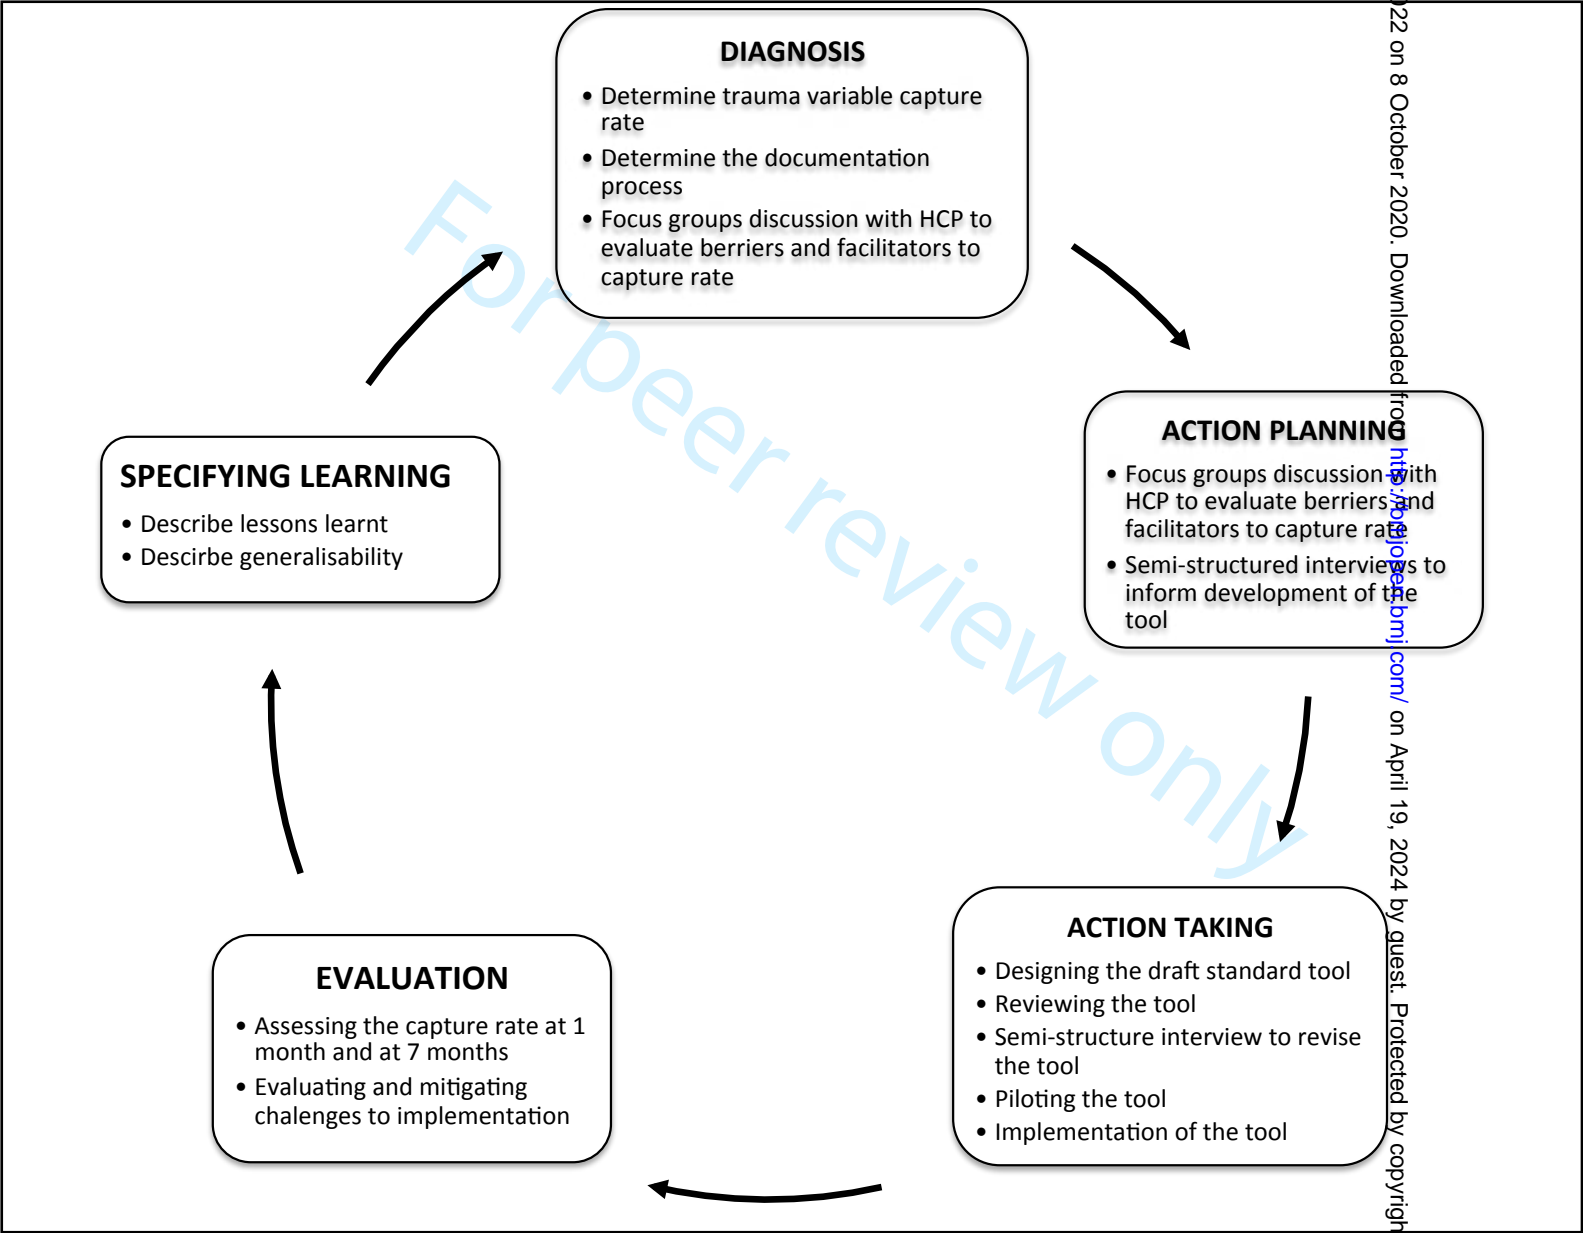 DIAGNOSIS
• Determine trauma variable capture
rate
• Determine the documentation
process
• Focus groups discussion with HCP to
evaluate berriers and facilitators to
capture rate
ACTION PLANNING
• Focus groups discussion with
HCP to evaluate berriers and
facilitators to capture rate
• Semi-structured interviews to
inform development of the
tool
ACTION TAKING
• Designing the draft standard tool
• Reviewing the tool
• Semi-structure interview to revise
the tool
• Piloting the tool
• Implementation of the tool
EVALUATION
• Assessing the capture rate at 1
month and at 7 months
• Evaluating and mitigating
chalenges to implementation
SPECIFYING LEARNING
• Describe lessons learnt
• Descirbe generalisability
For peer review only
22 on 8 October 2020. Downloaded from http://bmjopen.bmj.com/ on April 19, 2024 by guest. Protected by copyrigh